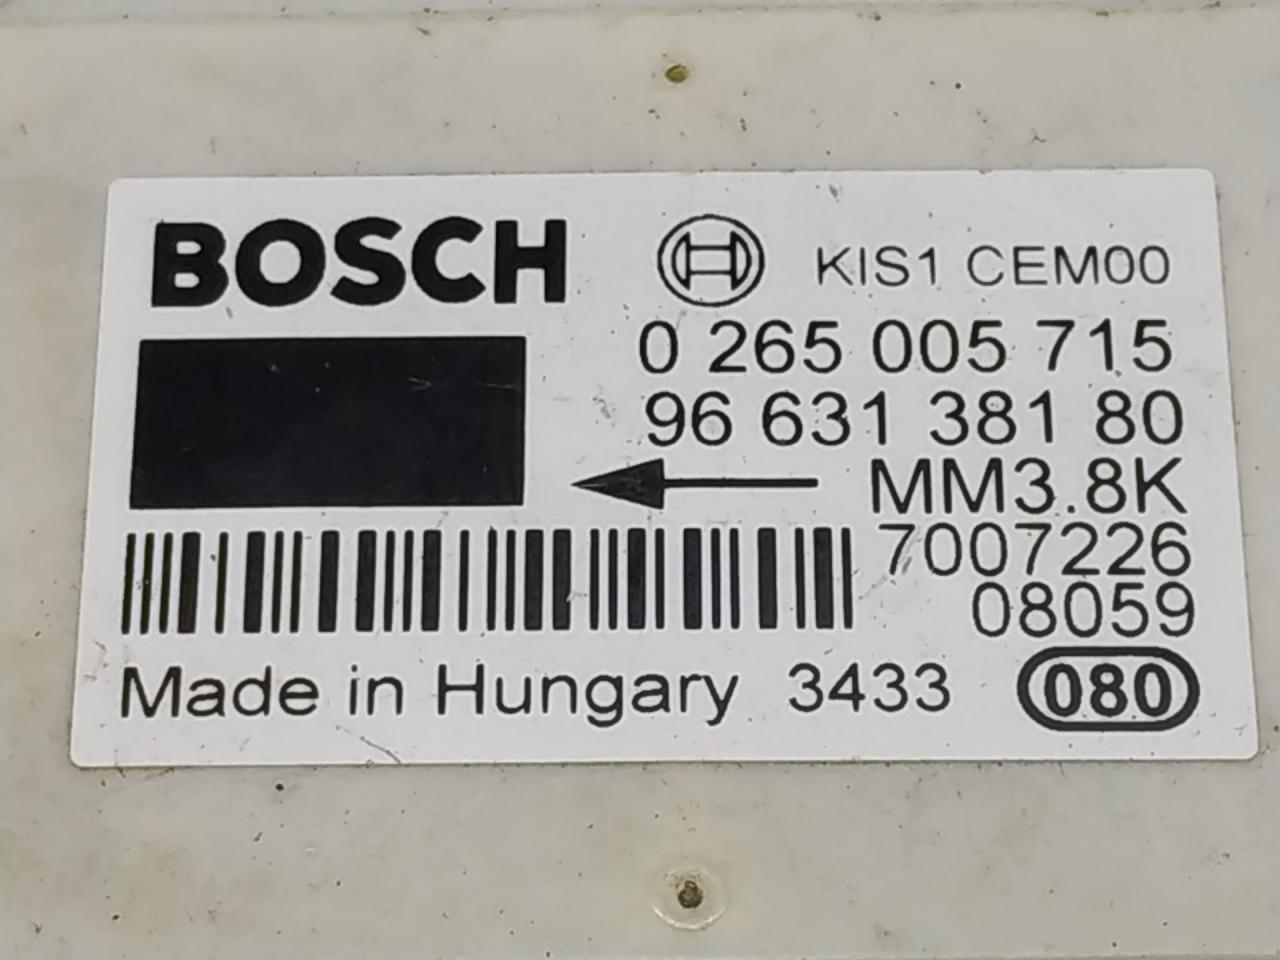 BOSCH KIS1 CEM00
0 265 005 715
96 631 381 80
MM3.8K
7007226
08059
Made in Hungary 3433 080